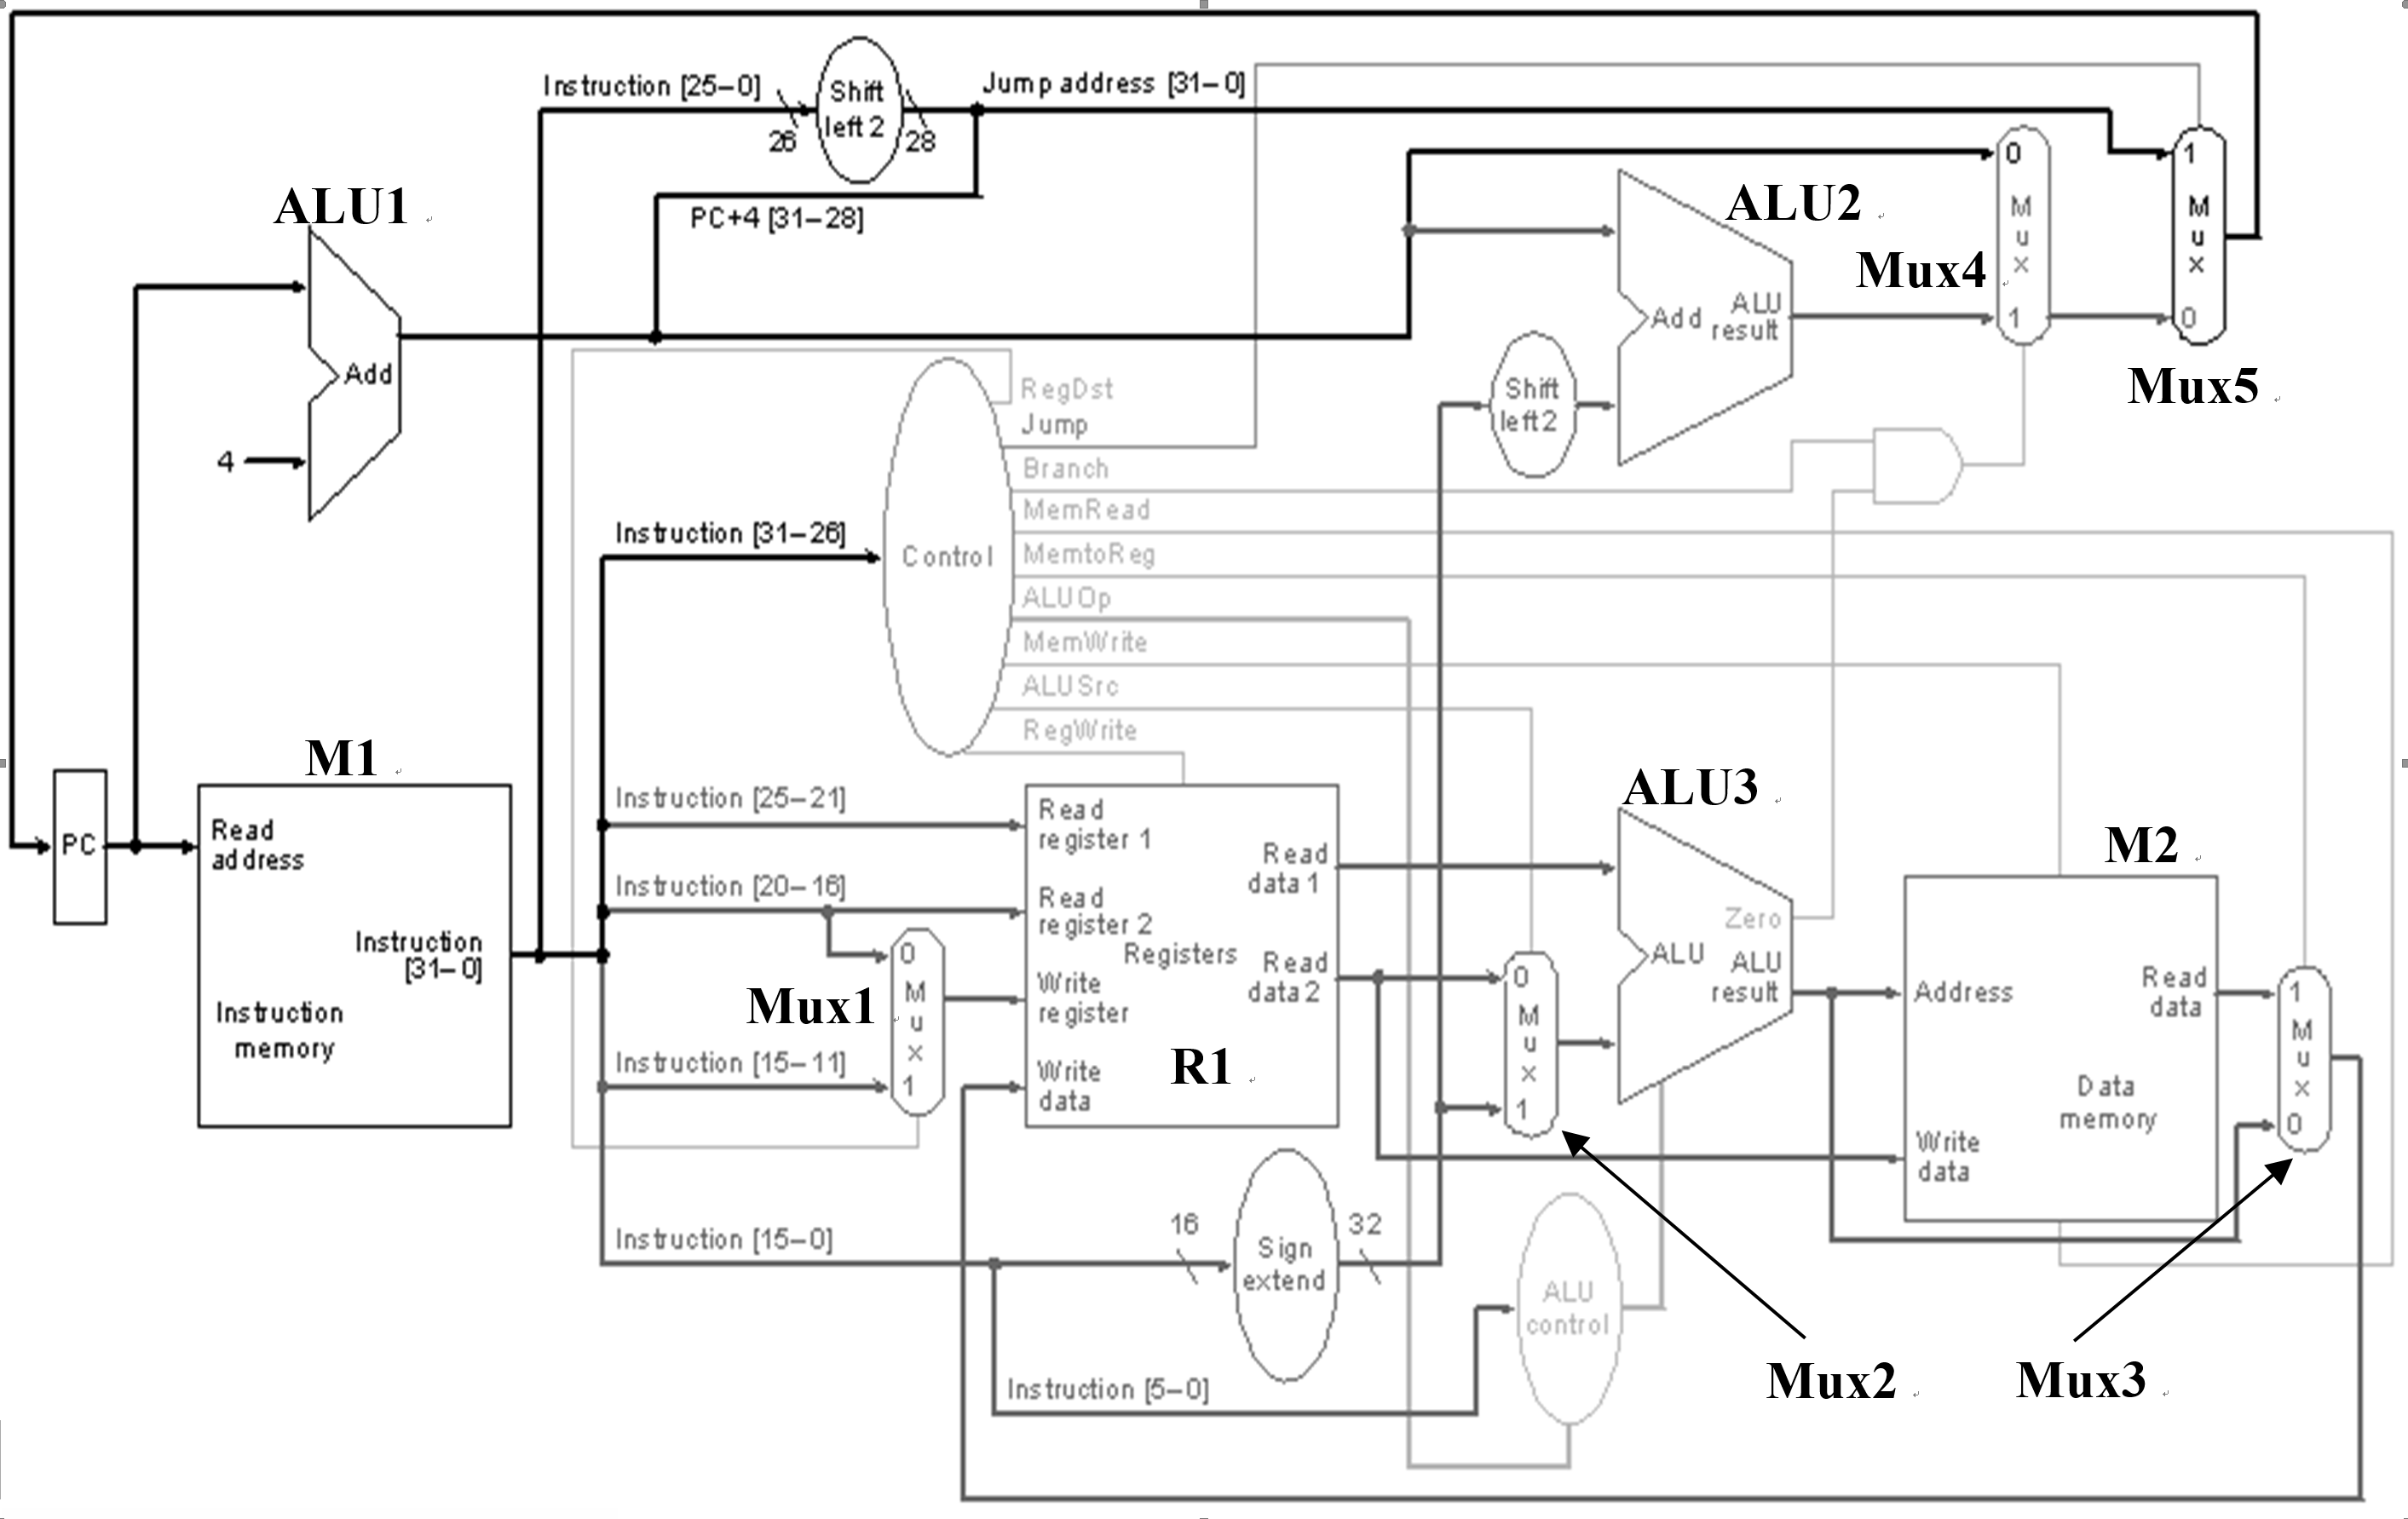 Instruction [25–0]
26
Shift
left 2
28
Jump address [31–0]
PC+4 [31–28]
ALU1
Add
4
ALU2
Add
ALU
result
Shift
left 2
Mux4
0
M
u
x
1
1
M
u
x
0
Mux5
RegDst
Jump
Branch
MemRead
MemtoReg
ALUOp
MemWrite
ALUSrc
RegWrite
Control
Instruction [31–26]
M1
PC
Read
address
Instruction
[31–0]
Instruction
memory
Instruction [25–21]
Instruction [20–16]
Instruction [15–11]
Instruction [15–0]
Instruction [5–0]
Mux1
0
M
u
x
1
Read
register 1
Read
register 2
Registers
Write
register
Write
data
Read
data 1
Read
data 2
R1
16
Sign
extend
32
0
M
u
x
1
Mux2
ALU3
Zero
ALU
ALU
result
ALU
control
M2
Address
Read
data
Data
memory
Write
data
1
M
u
x
0
Mux3